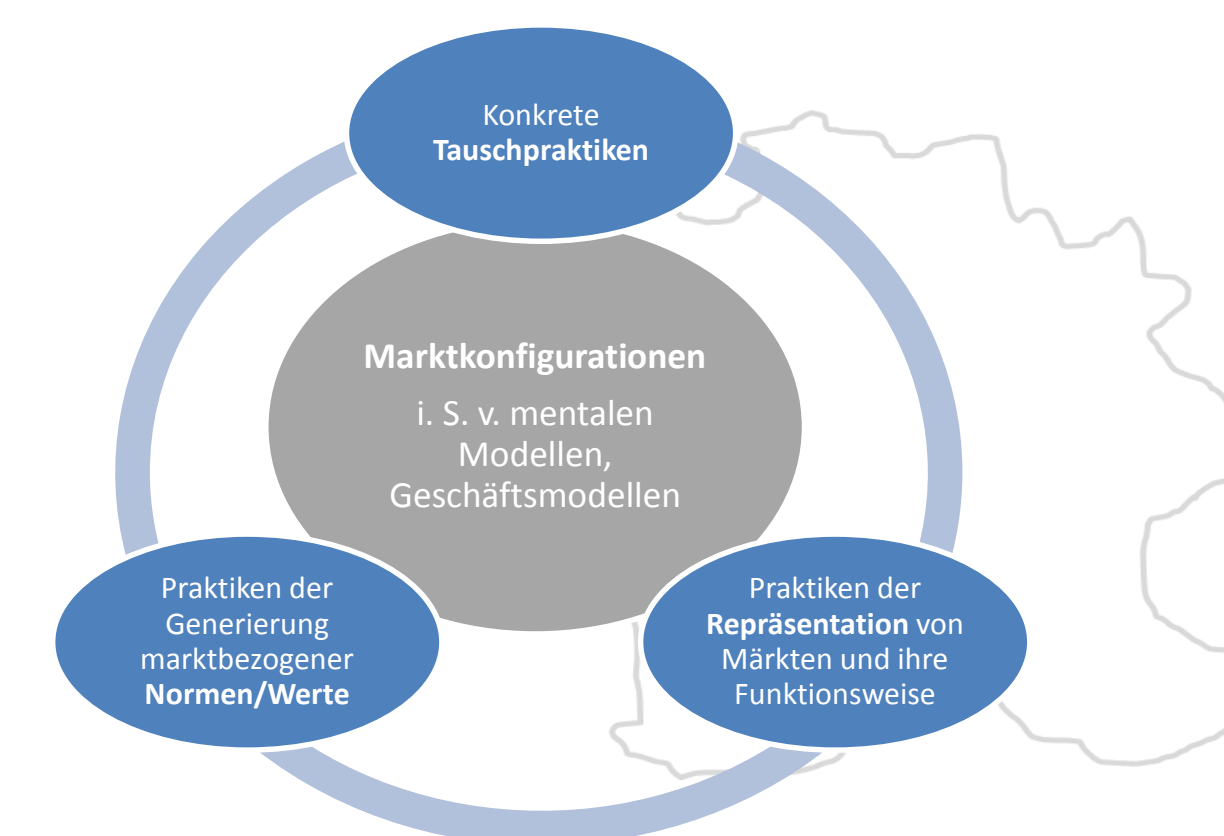 Konkrete
Tauschpraktiken
Marktkonfigurationen
i. S. v. mentalen
Modellen,
Geschäftsmodellen
Praktiken der
Generierung
marktbezogener
Normen/Werte
Praktiken der
Repräsentation von
Märkten und ihre
Funktionsweise